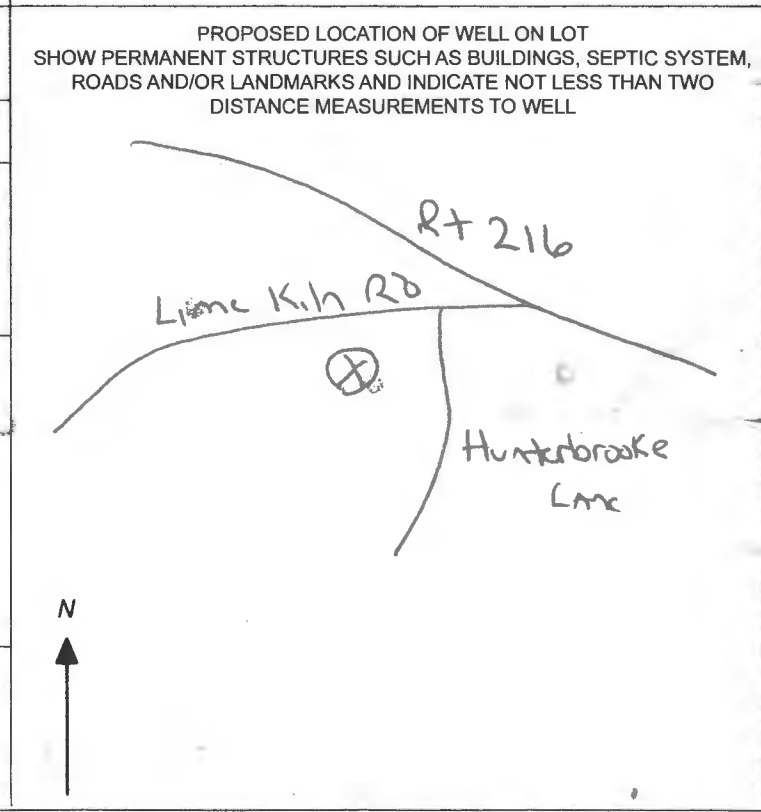 PROPOSED LOCATION OF WELL ON LOT
SHOW PERMANENT STRUCTURES SUCH AS BUILDINGS, SEPTIC SYSTEM,
ROADS AND/OR LANDMARKS AND INDICATE NOT LESS THAN TWO
DISTANCE MEASUREMENTS TO WELL
Rt 216
Lime Kiln RD
Hunterbrooke
Lane
N